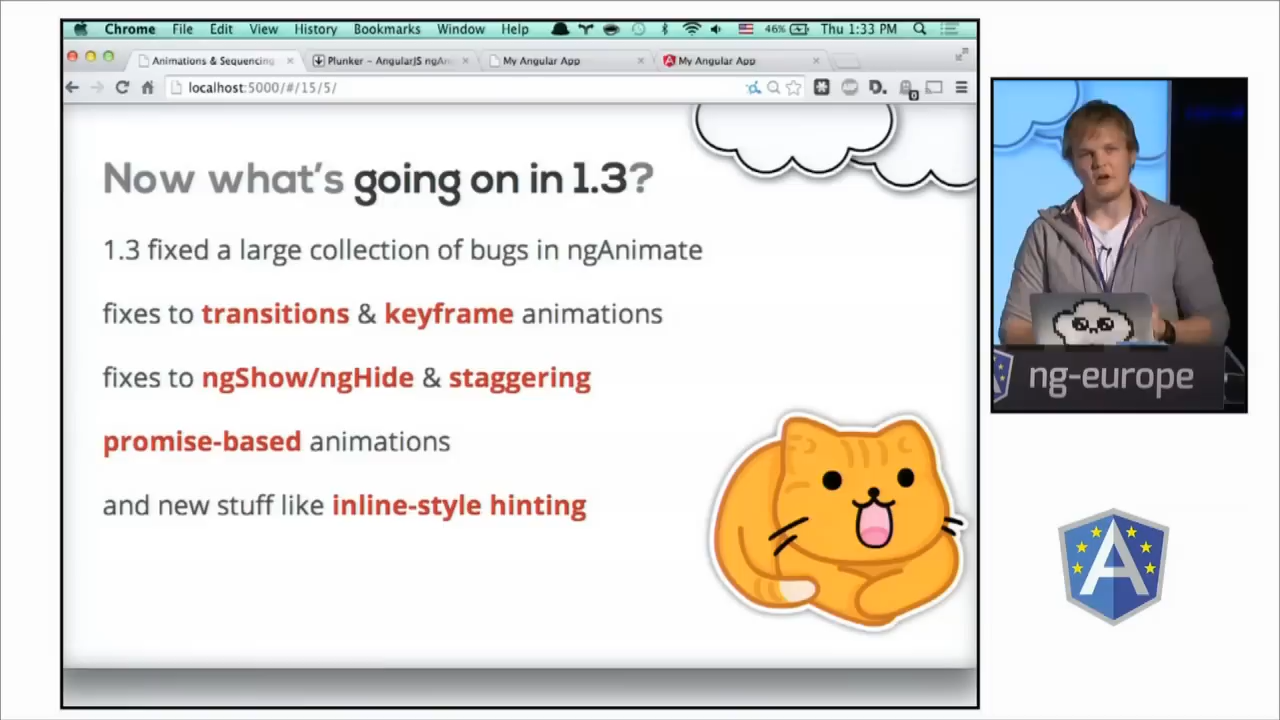 Chrome File Edit View History Bookmarks Window Help 46% Thu 1:33 PM
Animations & Sequencing Plunker - AngularJS ngAni My Angular App My Angular App
localhost:5000/#/15/5/ D. 0
Now what's going on in 1.3?
1.3 fixed a large collection of bugs in ngAnimate
fixes to transitions & keyframe animations
fixes to ngShow/ngHide & staggering
promise-based animations
and new stuff like inline-style hinting
ng-europe
A